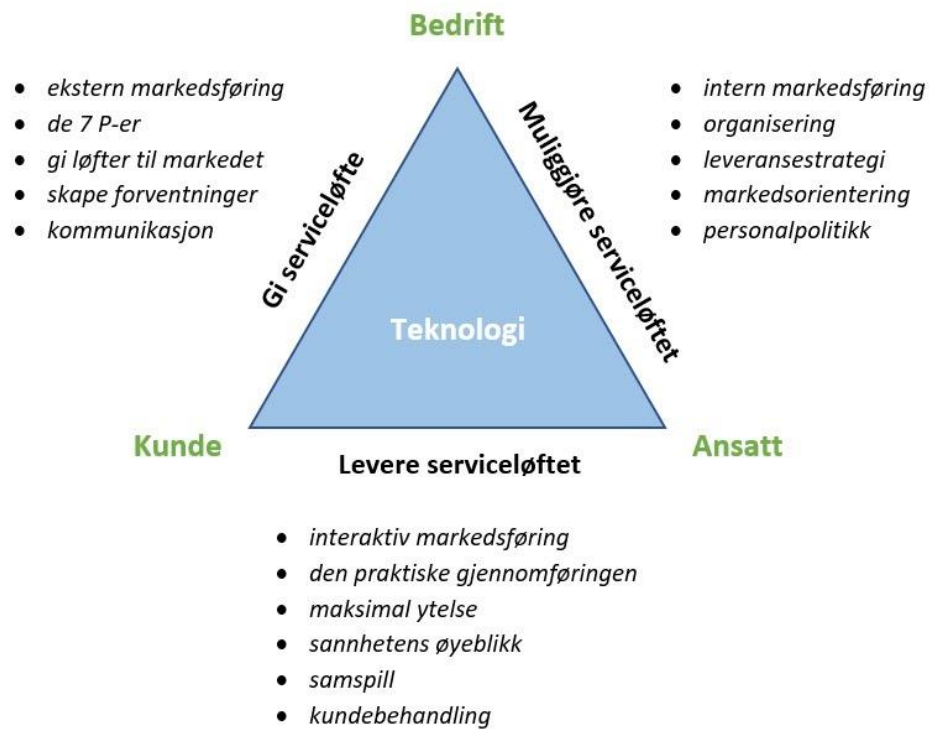 Bedrift
• ekstern markedsføring
• de 7 P-er
• gi løfter til markedet
• skape forventninger
• kommunikasjon
Gi serviceløfte
Muliggjøre serviceløftet
• intern markedsføring
• organisering
• leveransestrategi
• markedsorientering
• personalpolitikk
Teknologi
Kunde
Ansatt
Levere serviceløftet
• interaktiv markedsføring
• den praktiske gjennomføringen
• maksimal ytelse
• sannhetens øyeblikk
• samspill
• kundebehandling